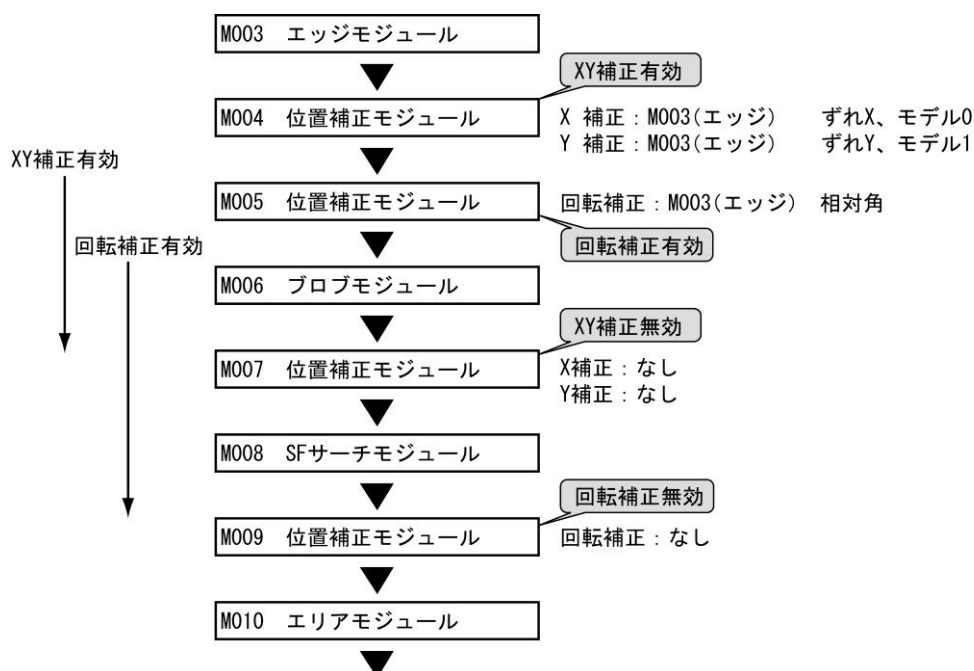 M003 エッジモジュール
XY補正有効
M004 位置補正モジュール
X 補正：M003(エッジ) ずれX、モデル0
Y 補正：M003(エッジ) ずれY、モデル1
XY補正有効
M005 位置補正モジュール
回転補正：M003(エッジ) 相対角
回転補正有効
回転補正有効
M006 ブロブモジュール
XY補正無効
M007 位置補正モジュール
X補正：なし
Y補正：なし
M008 SFサーチモジュール
回転補正無効
M009 位置補正モジュール
回転補正：なし
M010 エリアモジュール